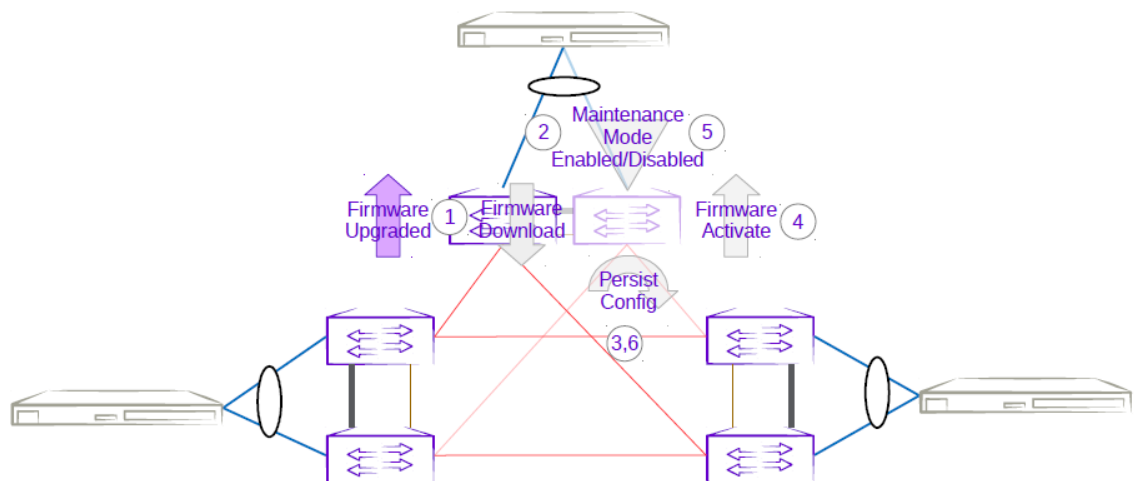 2
Maintenance
Mode
Enabled/Disabled
5
Firmware
Upgraded
1
Firmware
Download
Firmware
Activate
4
Persist
Config
3,6